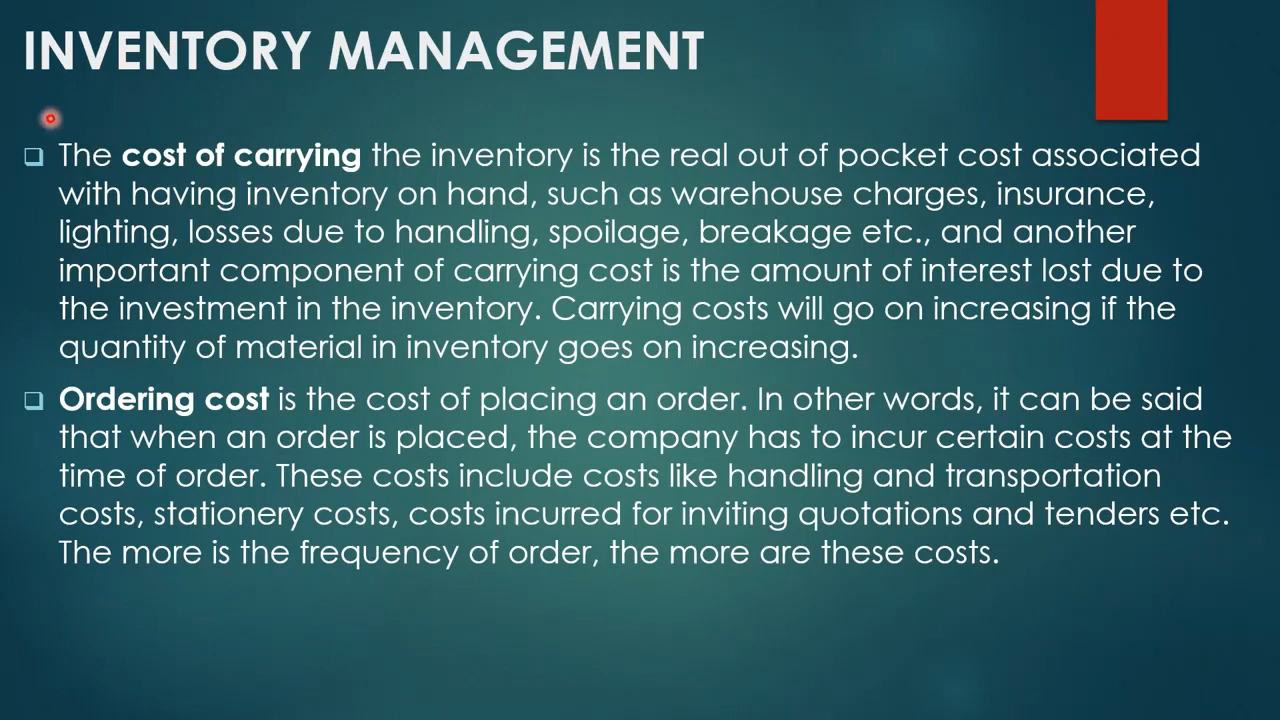 INVENTORY MANAGEMENT
❑ The cost of carrying the inventory is the real out of pocket cost associated
with having inventory on hand, such as warehouse charges, insurance,
lighting, losses due to handling, spoilage, breakage etc., and another
important component of carrying cost is the amount of interest lost due to
the investment in the inventory. Carrying costs will go on increasing if the
quantity of material in inventory goes on increasing.
❑ Ordering cost is the cost of placing an order. In other words, it can be said
that when an order is placed, the company has to incur certain costs at the
time of order. These costs include costs like handling and transportation
costs, stationery costs, costs incurred for inviting quotations and tenders etc.
The more is the frequency of order, the more are these costs.